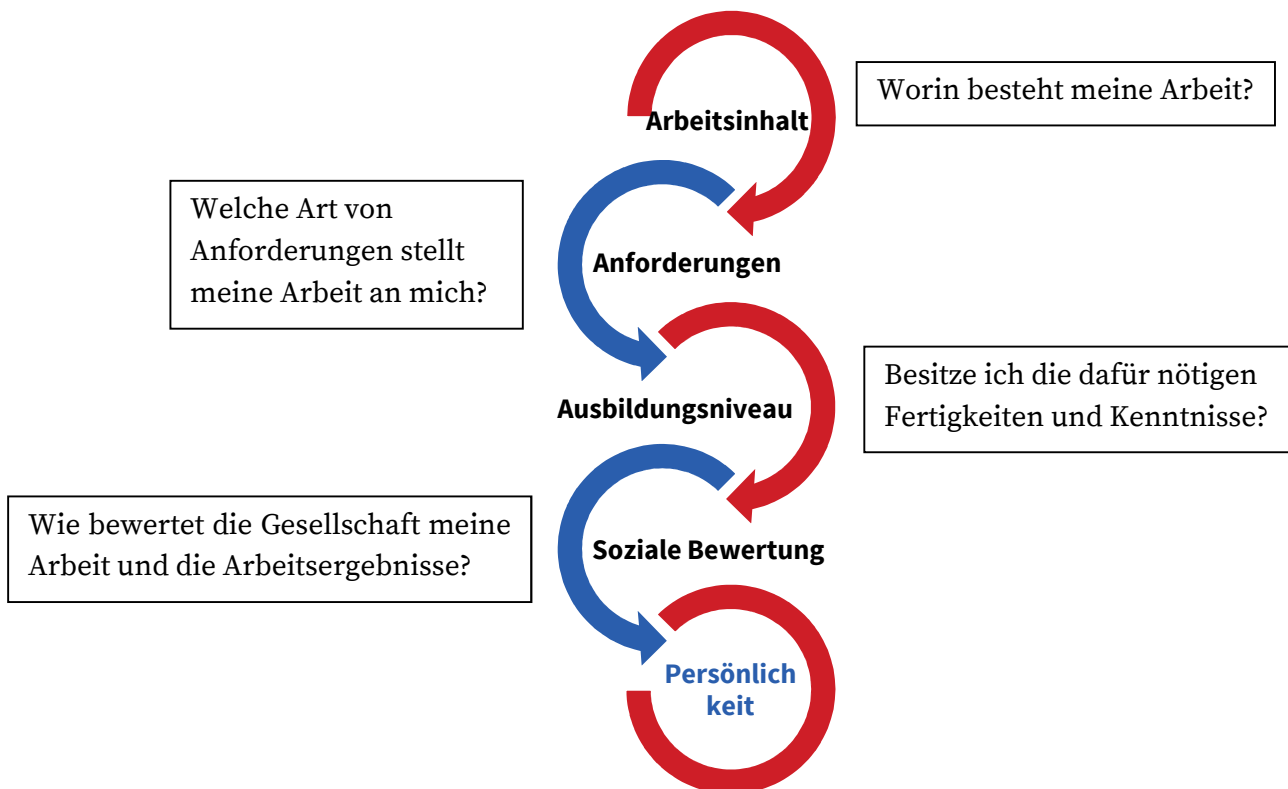 Worin besteht meine Arbeit?
Arbeitsinhalt
Welche Art von
Anforderungen stellt
meine Arbeit an mich?
Anforderungen
Besitze ich die dafür nötigen
Fertigkeiten und Kenntnisse?
Ausbildungsniveau
Wie bewertet die Gesellschaft meine
Arbeit und die Arbeitsergebnisse?
Soziale Bewertung
Persönlich
keit